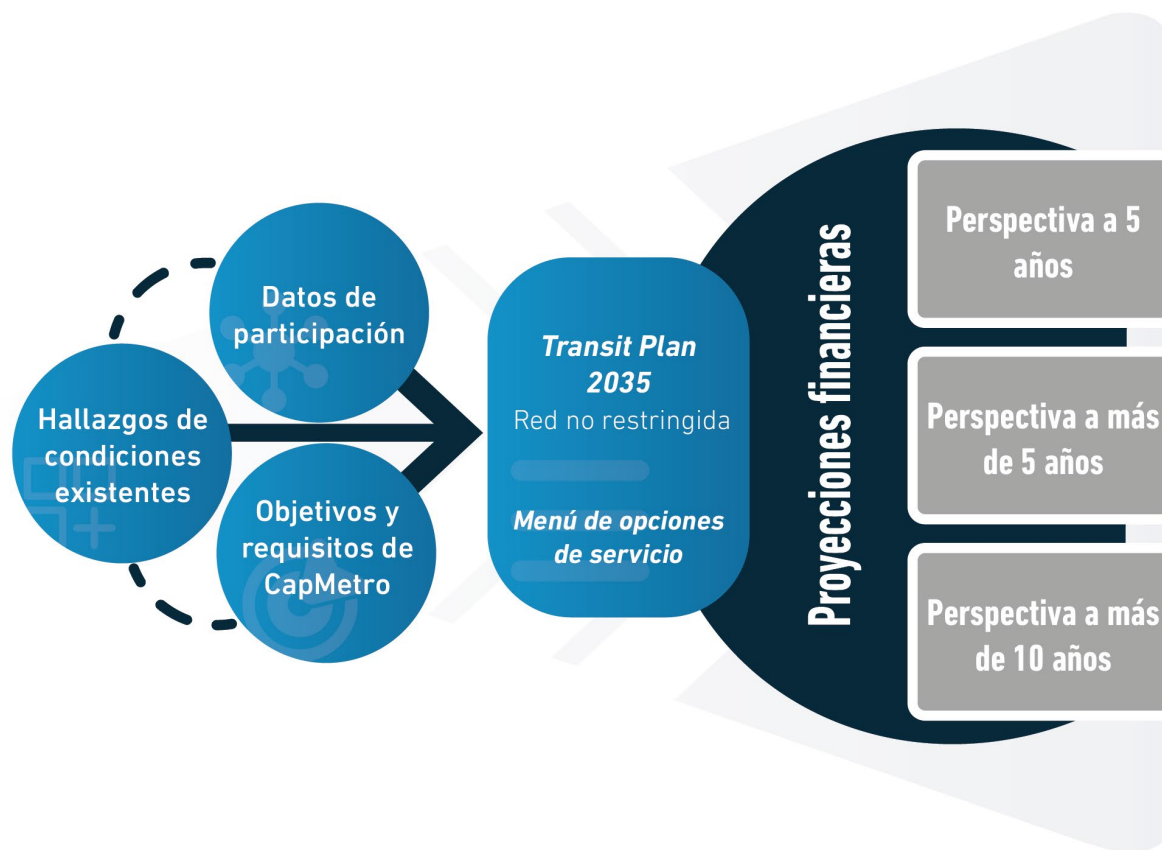 Datos de
participación
Hallazgos de
condiciones
existentes
Objetivos y
requisitos de
CapMetro
Transit Plan
2035
Red no restringida
Menú de opciones
de servicio
Proyecciones financieras
Perspectiva a 5
años
Perspectiva a más
de 5 años
Perspectiva a más
de 10 años